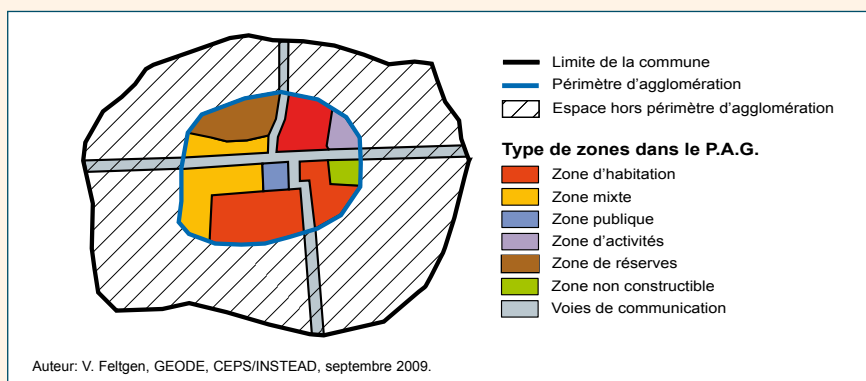 Limite de la commune
Périmètre d'agglomération
Espace hors périmètre d'agglomération
Type de zones dans le P.A.G.
Zone d'habitation
Zone mixte
Zone publique
Zone d'activités
Zone de réserves
Zone non constructible
Voies de communication
Auteur: V. Feltgen, GEODE, CEPS/INSTEAD, septembre 2009.